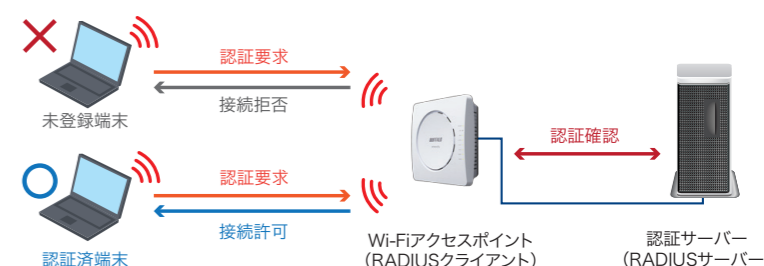 認証要求
接続拒否
未登録端末
認証確認
認証要求
接続許可
認証済端末
Wi-Fiアクセスポイント
(RADIUSクライアント)
認証サーバー
(RADIUSサーバー